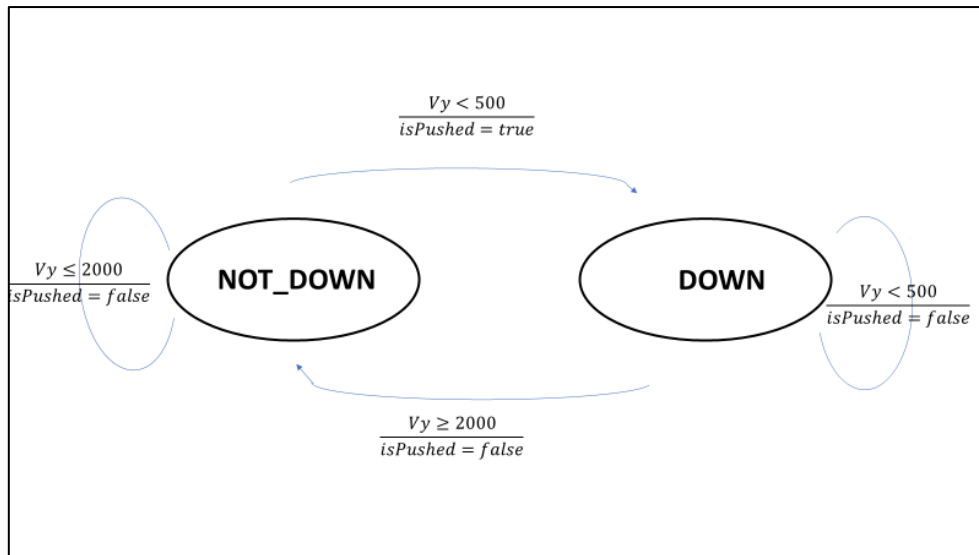 Vy < 500
isPushed = true
Vy ≤ 2000
isPushed = false
NOT_DOWN
DOWN
Vy < 500
isPushed = false
Vy ≥ 2000
isPushed = false